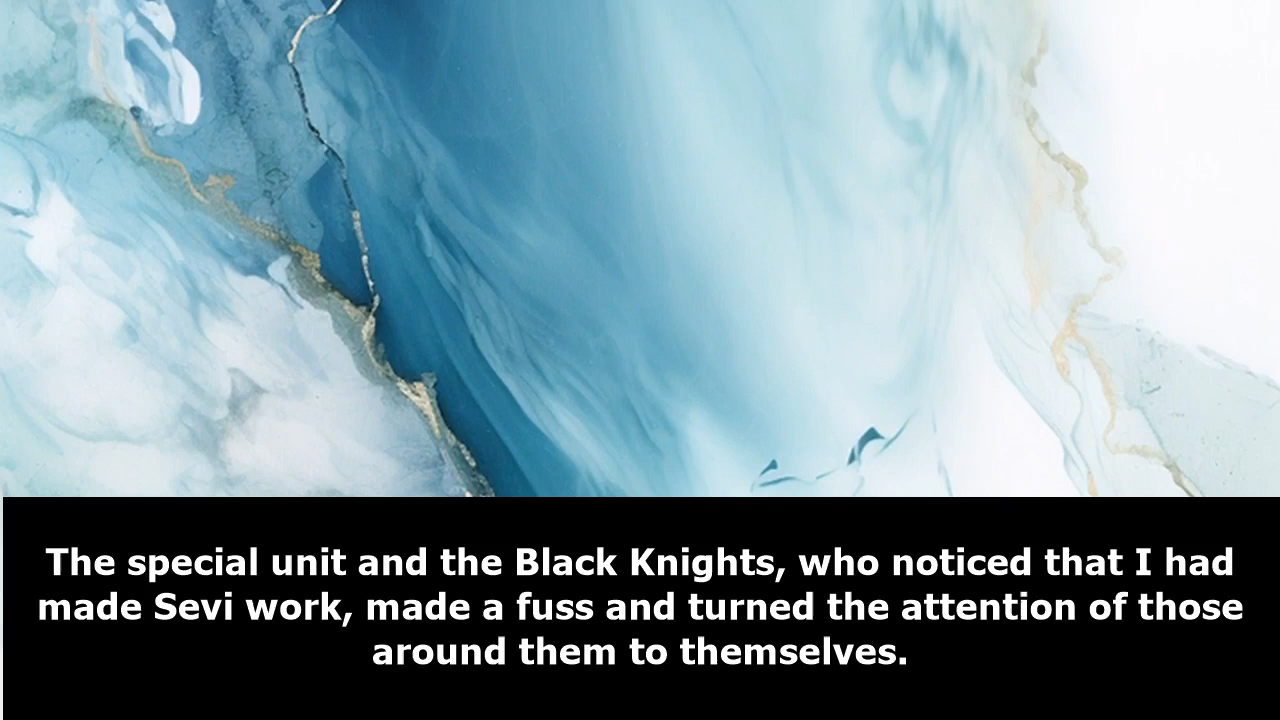 The special unit and the Black Knights, who noticed that I had
made Sevi work, made a fuss and turned the attention of those
around them to themselves.